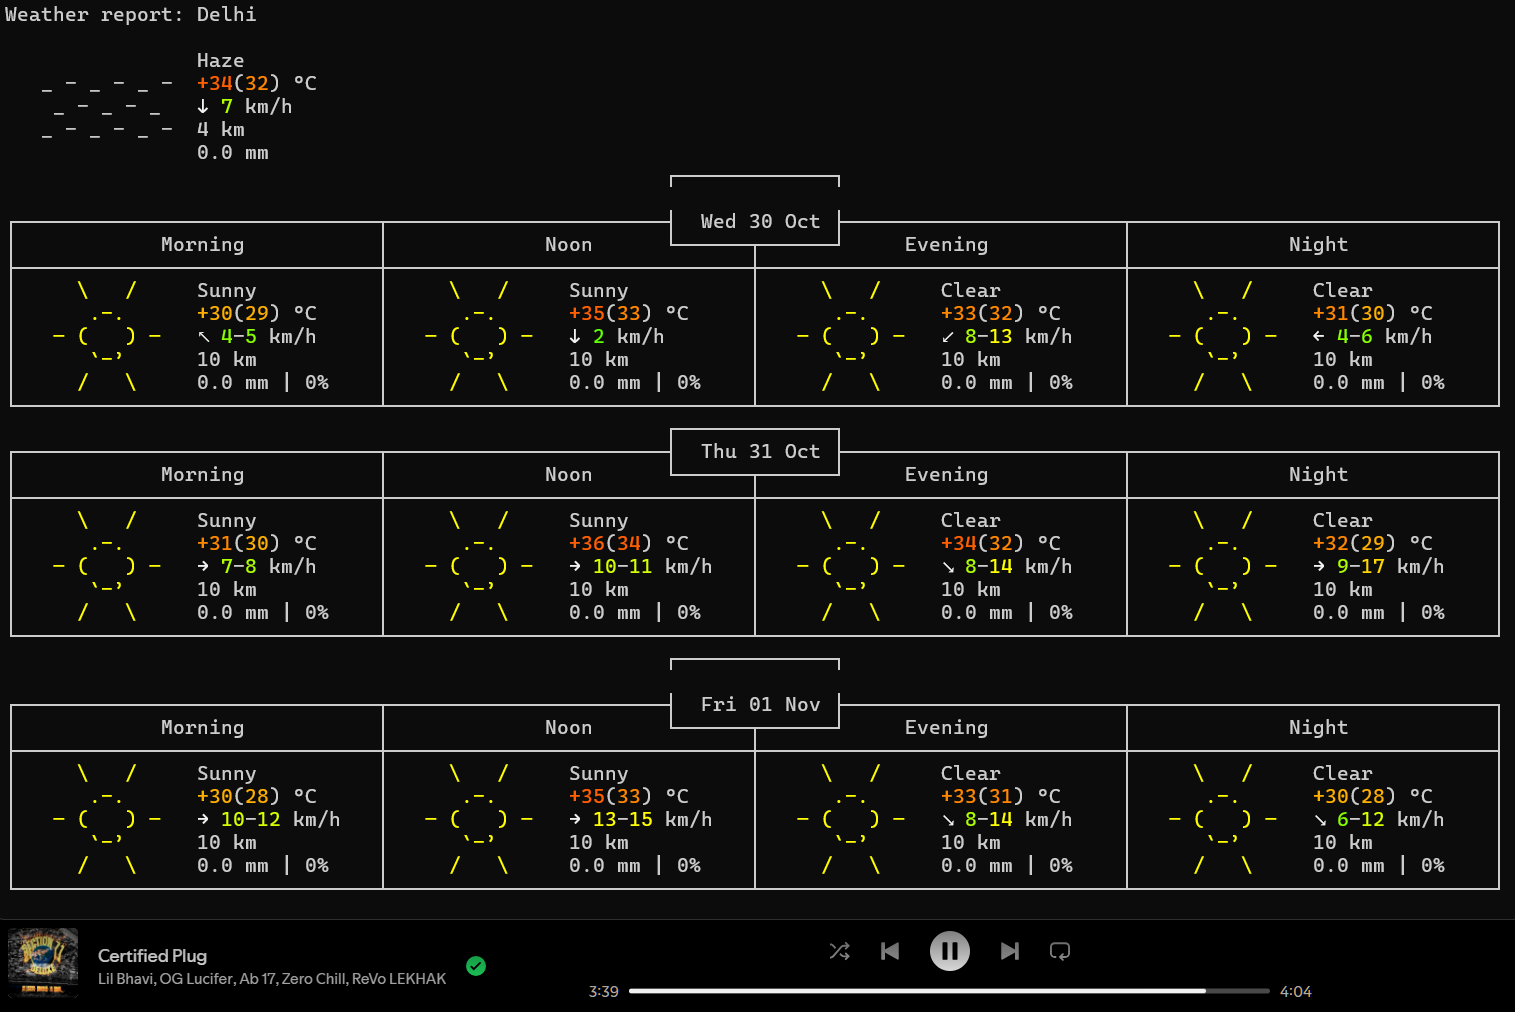 Weather report: Delhi
Haze
+34(32) °C
↓ 7 km/h
4 km
0.0 mm
Wed 30 Oct
Morning Noon Evening Night
Sunny Sunny Clear Clear
+30(29) °C +35(33) °C +33(32) °C +31(30) °C
↖ 4-5 km/h ↓ 2 km/h ↙ 8-13 km/h ← 4-6 km/h
10 km 10 km 10 km 10 km
0.0 mm | 0% 0.0 mm | 0% 0.0 mm | 0% 0.0 mm | 0%
Thu 31 Oct
Morning Noon Evening Night
Sunny Sunny Clear Clear
+31(30) °C +36(34) °C +34(32) °C +32(29) °C
→ 7-8 km/h → 10-11 km/h ↘ 8-14 km/h → 9-17 km/h
10 km 10 km 10 km 10 km
0.0 mm | 0% 0.0 mm | 0% 0.0 mm | 0% 0.0 mm | 0%
Fri 01 Nov
Morning Noon Evening Night
Sunny Sunny Clear Clear
+30(28) °C +35(33) °C +33(31) °C +30(28) °C
→ 10-12 km/h → 13-15 km/h ↘ 8-14 km/h ↘ 6-12 km/h
10 km 10 km 10 km 10 km
0.0 mm | 0% 0.0 mm | 0% 0.0 mm | 0% 0.0 mm | 0%
SECTION 77
DELUXE
Certified Plug
Lil Bhavi, OG Lucifer, Ab 17, Zero Chill, ReVo LEKHAK
3:39 4:04